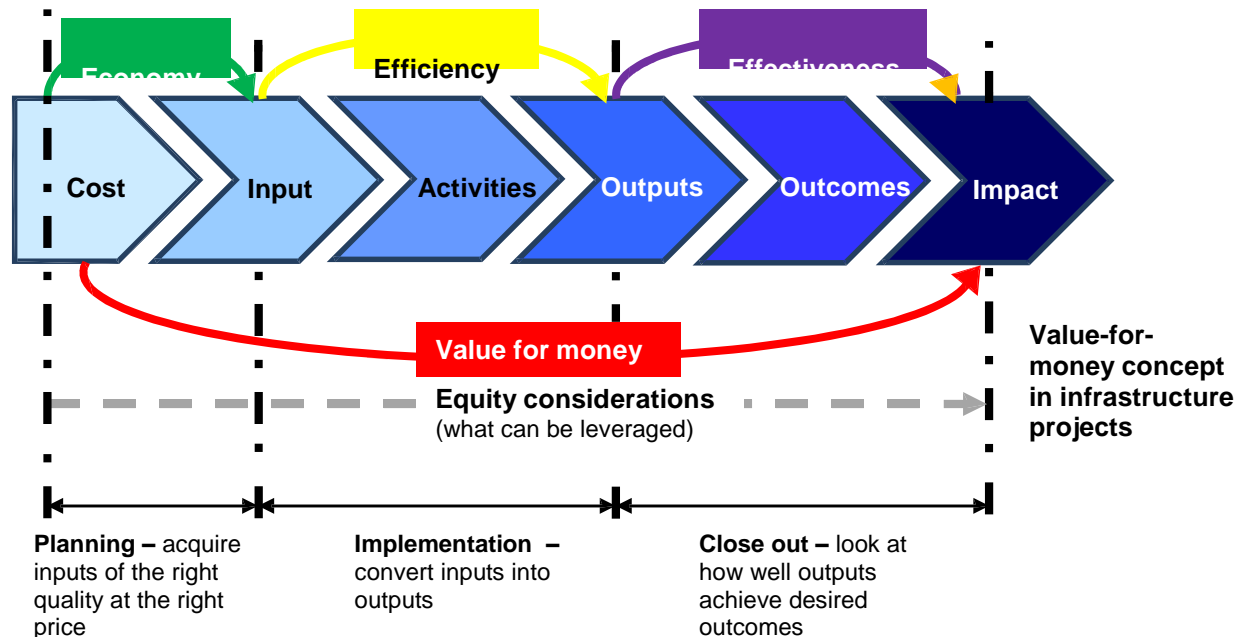 Economy
Efficiency
Effectiveness
Cost
Input
Activities
Outputs
Outcomes
Impact
Value for money
Equity considerations
(what can be leveraged)
Value-for-
money concept
in infrastructure
projects
Planning – acquire
inputs of the right
quality at the right
price
Implementation –
convert inputs into
outputs
Close out – look at
how well outputs
achieve desired
outcomes